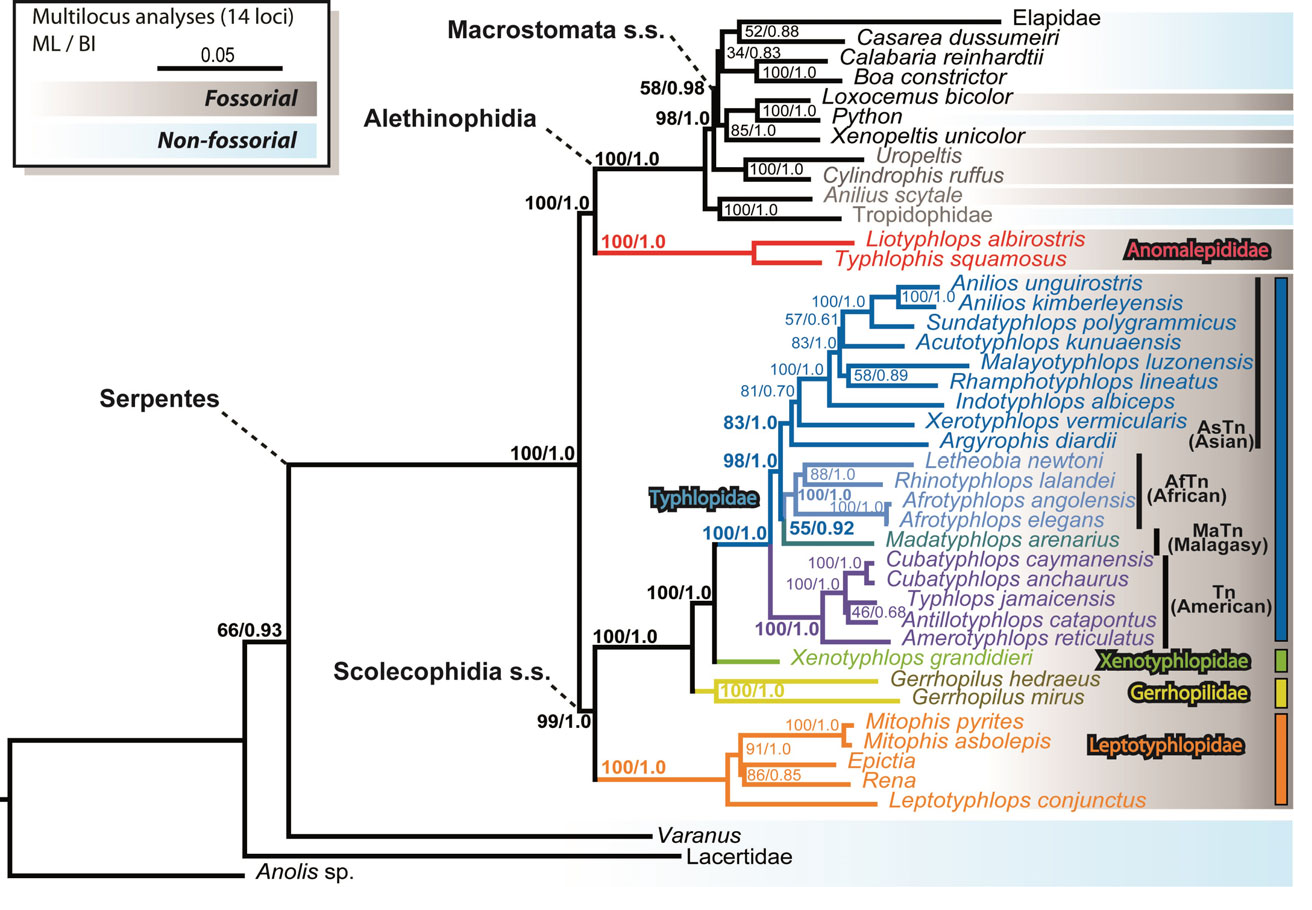 Multilocus analyses (14 loci)
ML / BI
0.05
Fossorial
Non-fossorial
Macrostomata s.s.
Alethinophidia
Serpentes
Scolecophidia s.s.
Elapidae
52/0.88
Casarea dussumeiri
34/0.83
Calabaria reinhardtii
100/1.0
Boa constrictor
58/0.98
Loxocemus bicolor
100/1.0
Python
98/1.0
85/1.0
Xenopeltis unicolor
Uropeltis
100/1.0
Cylindrophis ruffus
100/1.0
Anilius scytale
100/1.0
Tropidophidae
100/1.0
100/1.0
Liotyphlops albirostris
Typhlophis squamosus
Anomalepididae
Anilios unguirostris
100/1.0
100/1.0
Anilios kimberleyensis
57/0.61
Sundatyphlops polygrammicus
83/1.0
Acutotyphlops kunuaensis
Malayotyphlops luzonensis
100/1.0
58/0.89
Rhamphotyphlops lineatus
81/0.70
Indotyphlops albiceps
83/1.0
Xerotyphlops vermicularis
AsTn
(Asian)
Argyrophis diardii
100/1.0
98/1.0
Letheobia newtoni
88/1.0
Rhinotyphlops lalandei
AfTn
(African)
Typhlopidae
100/1.0
Afrotyphlops angolensis
100/1.0
Afrotyphlops elegans
55/0.92
100/1.0
Madatyphlops arenarius
MaTn
(Malagasy)
Cubatyphlops caymanensis
100/1.0
Cubatyphlops anchaurus
100/1.0
100/1.0
Typhlops jamaicensis
Tn
(American)
46/0.68
Antillotyphlops catapontus
100/1.0
Amerotyphlops reticulatus
66/0.93
100/1.0
Xenotyphlops grandidieri
Xenotyphlopidae
Gerrhopilus hedraeus
100/1.0
Gerrhopilus mirus
Gerrhopilidae
99/1.0
Mitophis pyrites
100/1.0
Mitophis asbolepis
Leptotyphlopidae
91/1.0
Epictia
100/1.0
86/0.85
Rena
Leptotyphlops conjunctus
Varanus
Lacertidae
Anolis sp.